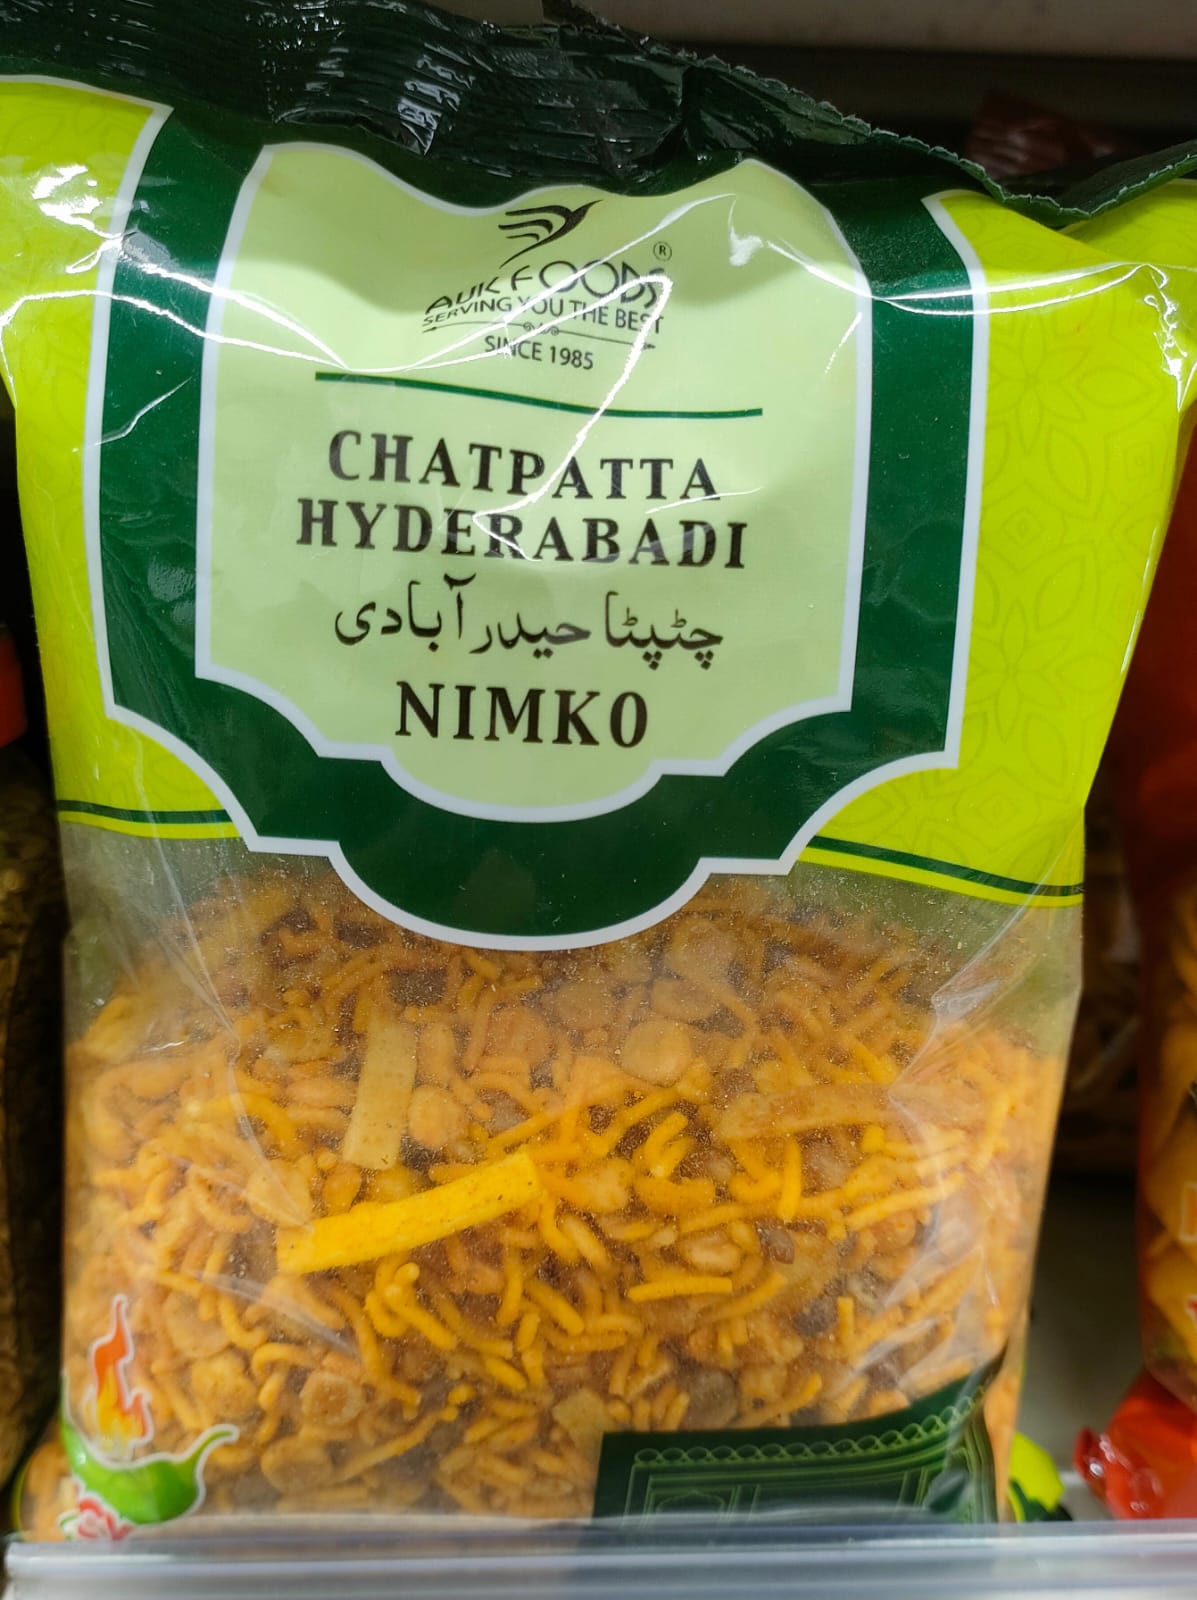 AUK FOODS®
SERVING YOU THE BEST
SINCE 1985
CHATPATTA
HYDERABADI
چٹپٹا حیدرآبادی
NIMKO